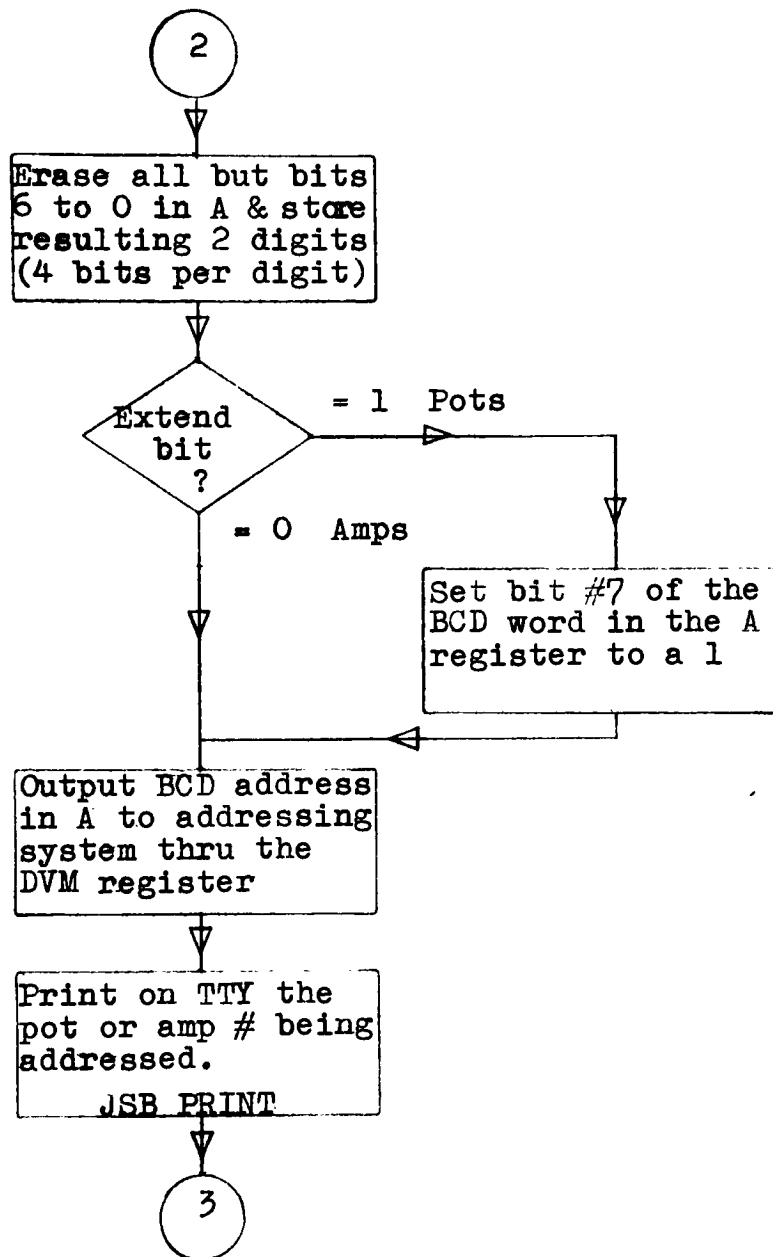 2
Erase all but bits
6 to 0 in A & store
resulting 2 digits
(4 bits per digit)
Extend
bit
?
= 1 Pots
= 0 Amps
Set bit #7 of the
BCD word in the A
register to a 1
Output BCD address
in A to addressing
system thru the
DVM register
Print on TTY the
pot or amp # being
addressed.
JSB PRINT
3